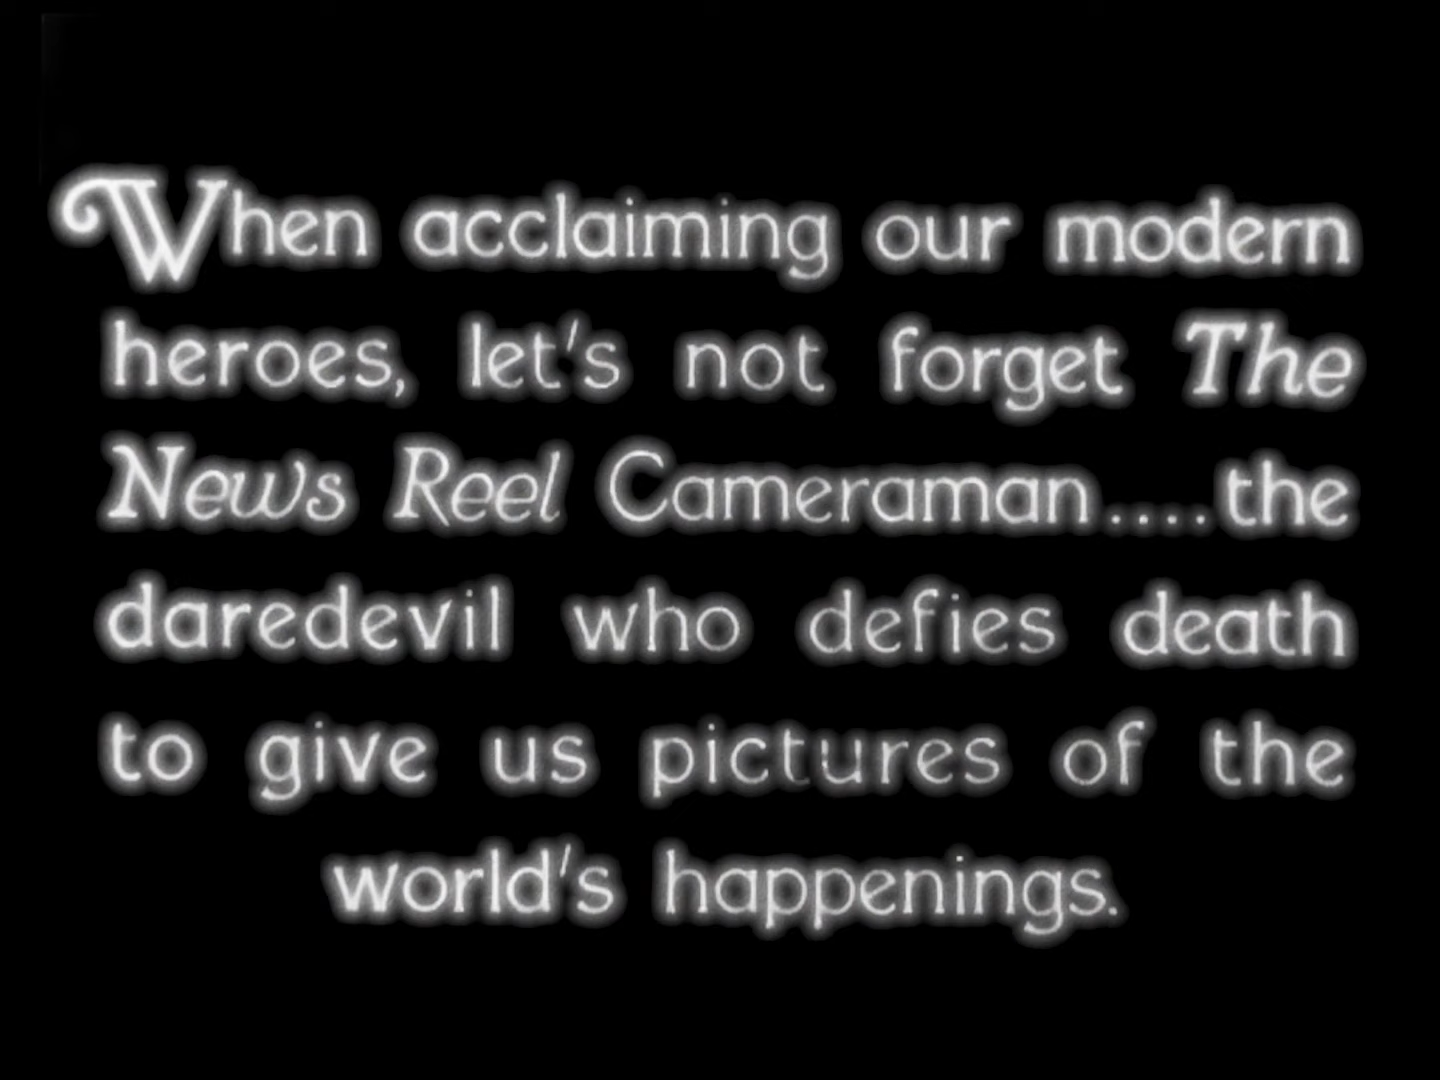 When acclaiming our modern
heroes, let's not forget The
News Reel Cameraman....the
daredevil who defies death
to give us pictures of the
world's happenings.